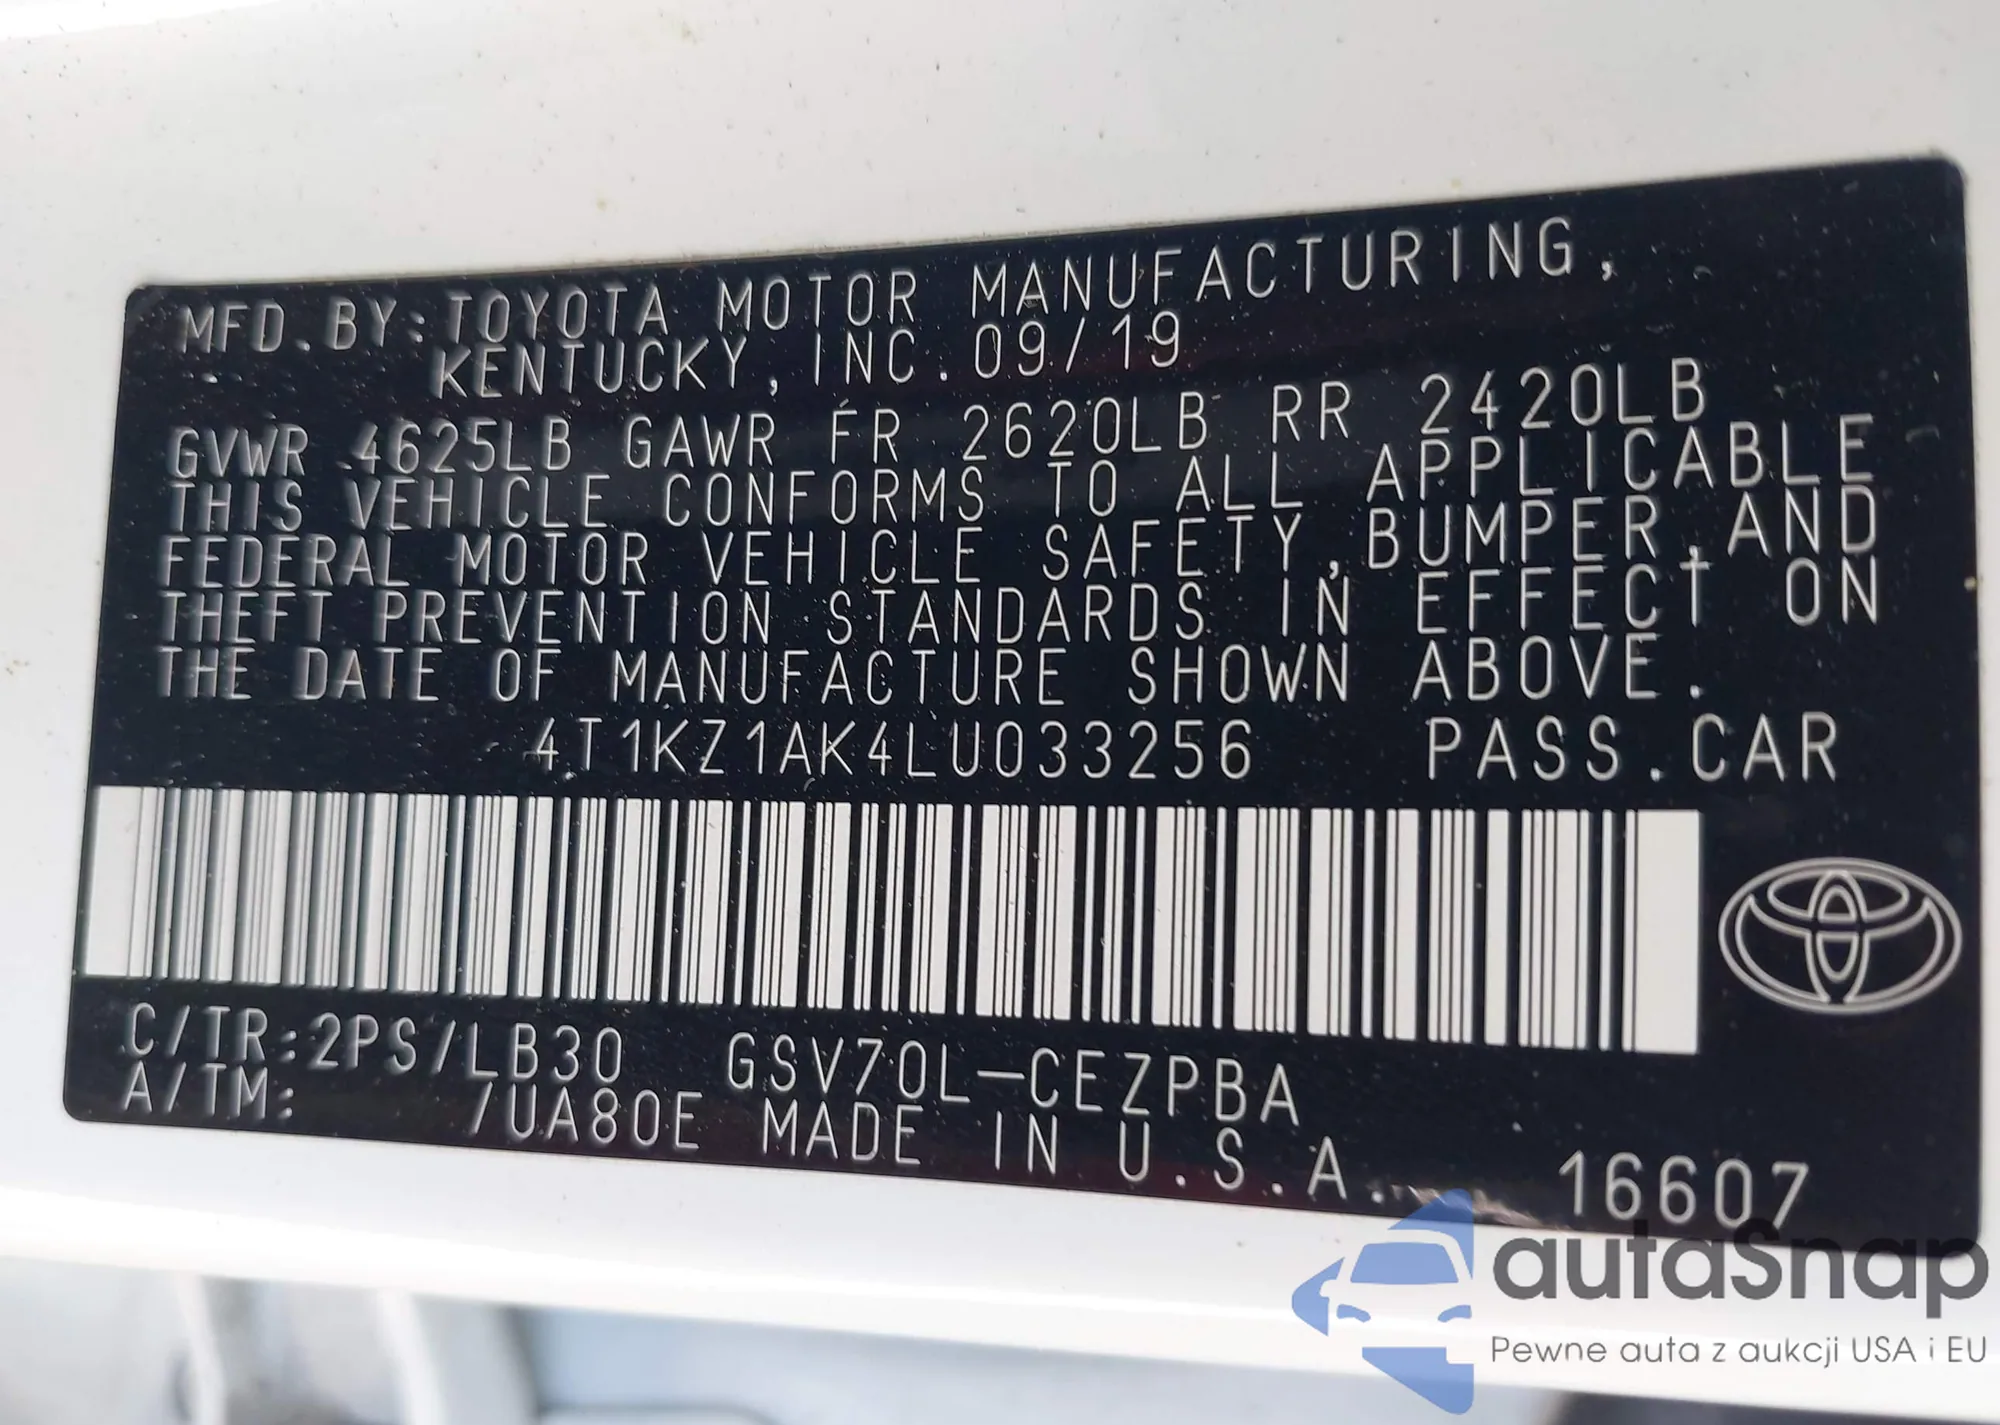 MFD. BY: TOYOTA MOTOR MANUFACTURING,
KENTUCKY, INC. 09/19
GVWR 4625LB GAWR FR 2620LB RR 2420LB
THIS VEHICLE CONFORMS TO ALL APPLICABLE
FEDERAL MOTOR VEHICLE SAFETY, BUMPER, AND
THEFT PREVENTION STANDARDS IN EFFECT ON
THE DATE OF MANUFACTURE SHOWN ABOVE.
4T1KZ1AK4LU033256 PASS. CAR
C/TR: 2PS/LB30 GSV70L-CEZPBA
A/TM: /UA80E MADE IN U.S.A. 16607
autaSnap
Pewne auta z aukcji USA i EU